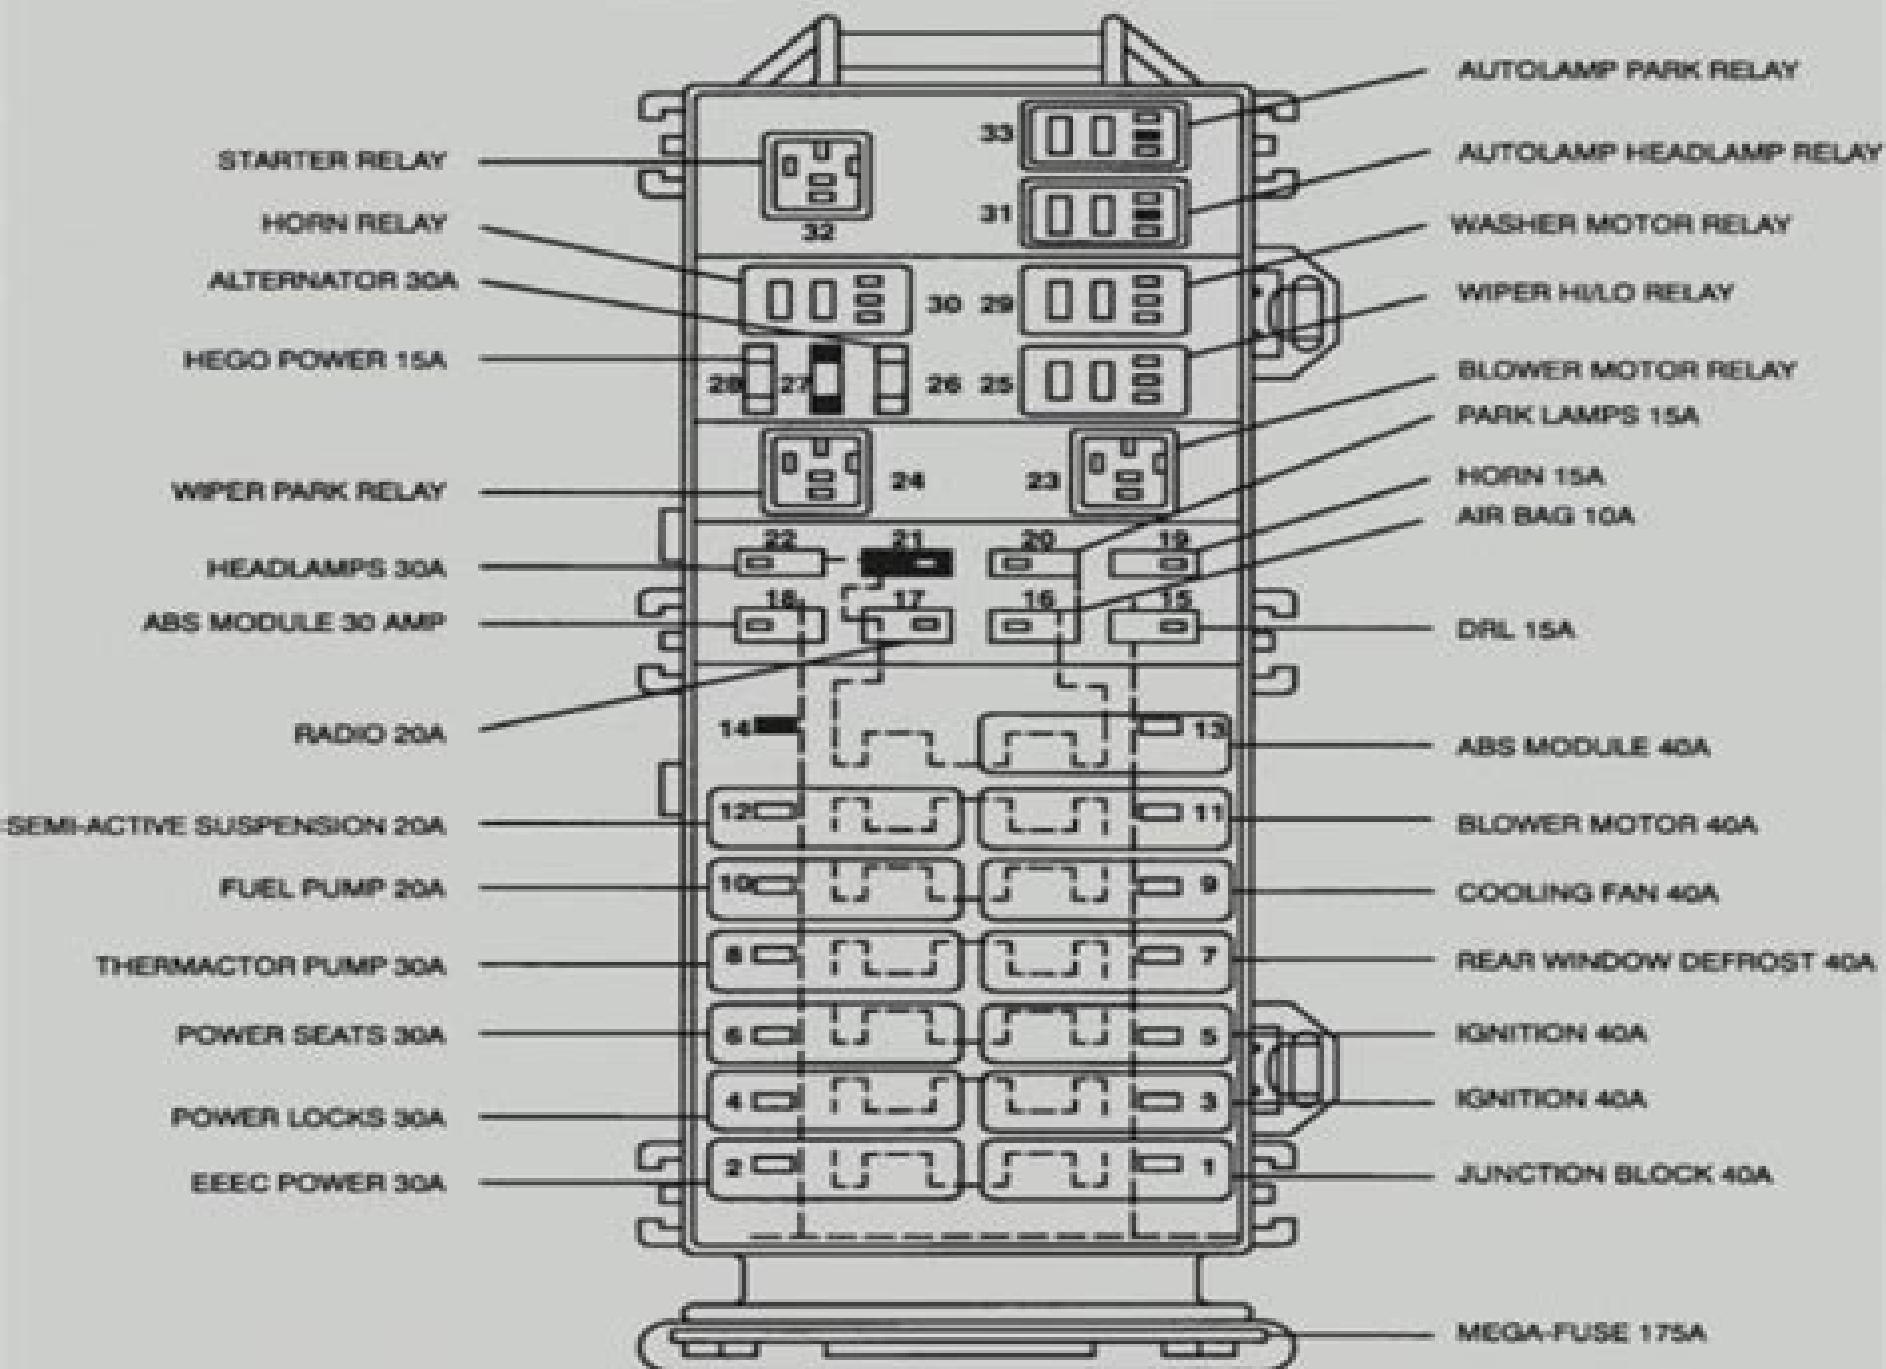 AUTOLAMP PARK RELAY
33
STARTER RELAY
AUTOLAMP HEADLAMP RELAY
31
32
HORN RELAY
WASHER MOTOR RELAY
ALTERNATOR 30A
30 29
WIPER HI/LO RELAY
HEGO POWER 15A
28 27 26 25
BLOWER MOTOR RELAY
PARK LAMPS 15A
WIPER PARK RELAY
24 23
HORN 15A
AIR BAG 10A
22 21 20 19
HEADLAMPS 30A
18 17 16 15
ABS MODULE 30 AMP
DRL 15A
RADIO 20A
14 13
ABS MODULE 40A
SEMI-ACTIVE SUSPENSION 20A
12 11
BLOWER MOTOR 40A
FUEL PUMP 20A
10 9
COOLING FAN 40A
THERMACTOR PUMP 30A
8 7
REAR WINDOW DEFROST 40A
POWER SEATS 30A
6 5
IGNITION 40A
POWER LOCKS 30A
4 3
IGNITION 40A
EEEC POWER 30A
2 1
JUNCTION BLOCK 40A
MEGA-FUSE 175A